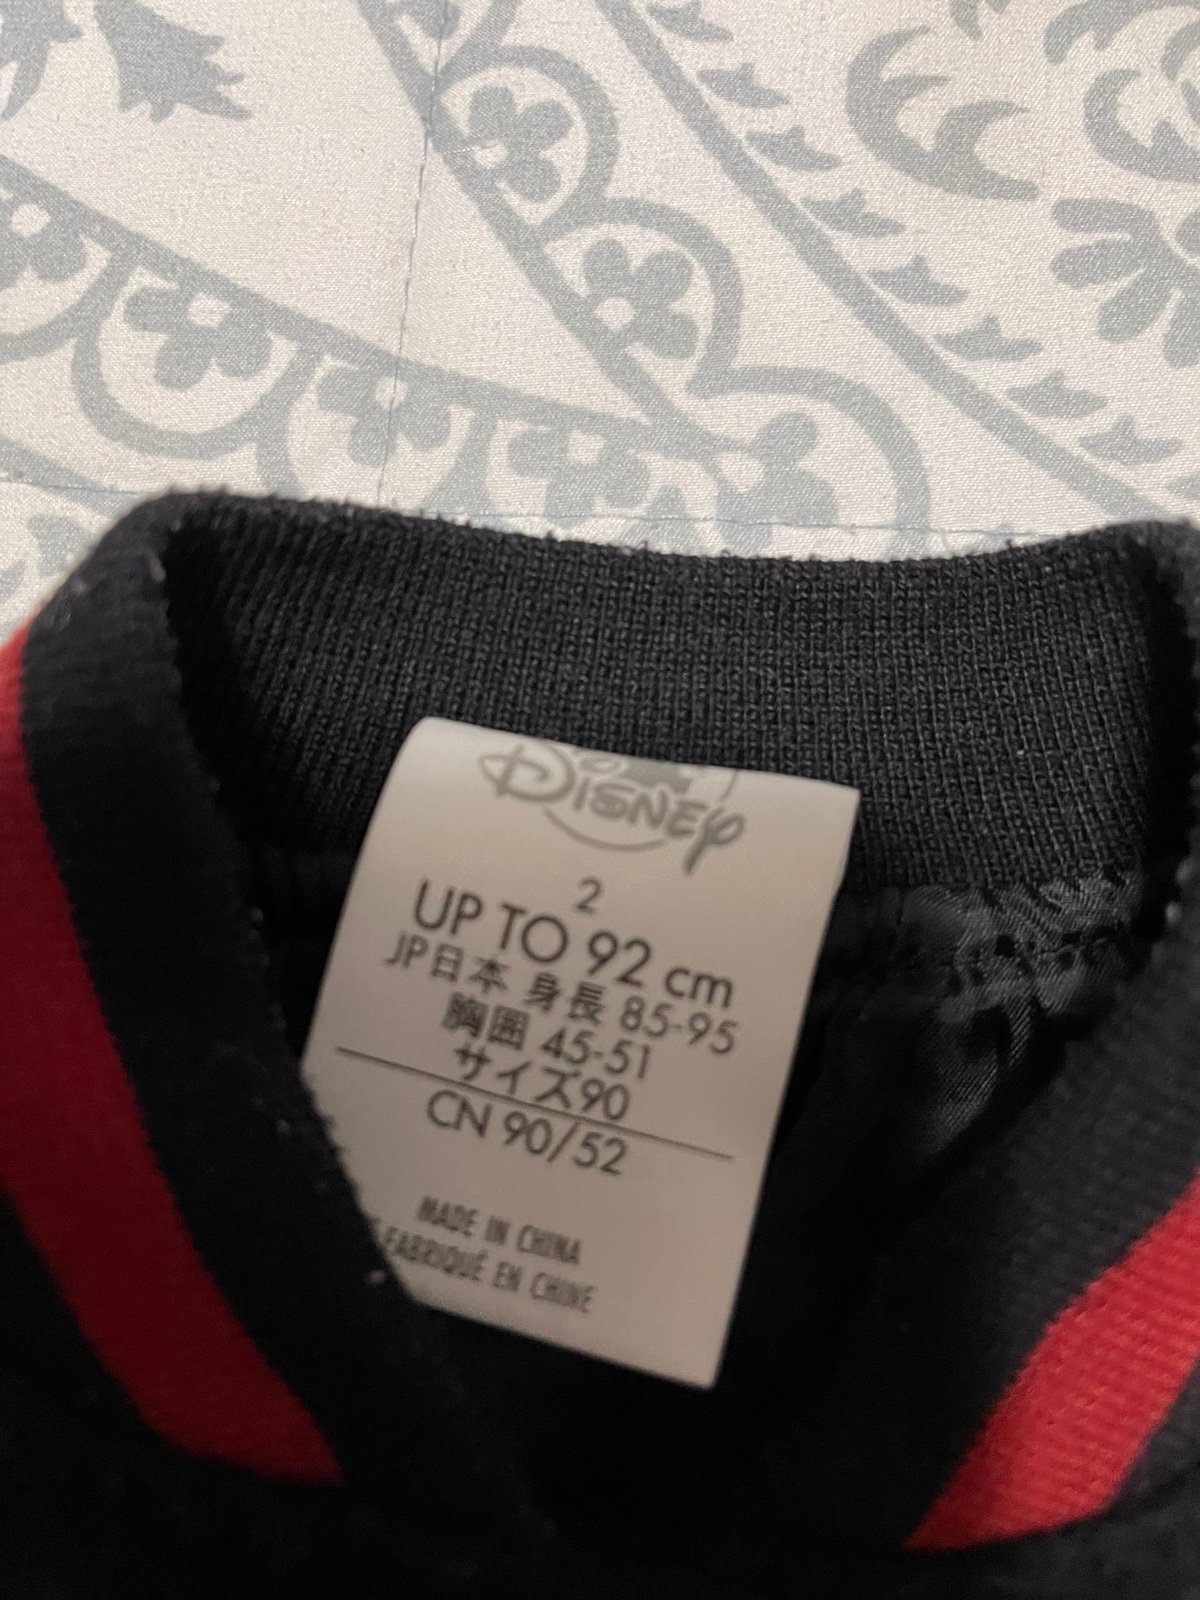 Disney
2
UP TO 92 cm
JP日本 身長 85-95
胸囲 45-51
サイズ90
CN 90/52
MADE IN CHINA
FABRIQUÉ EN CHINE